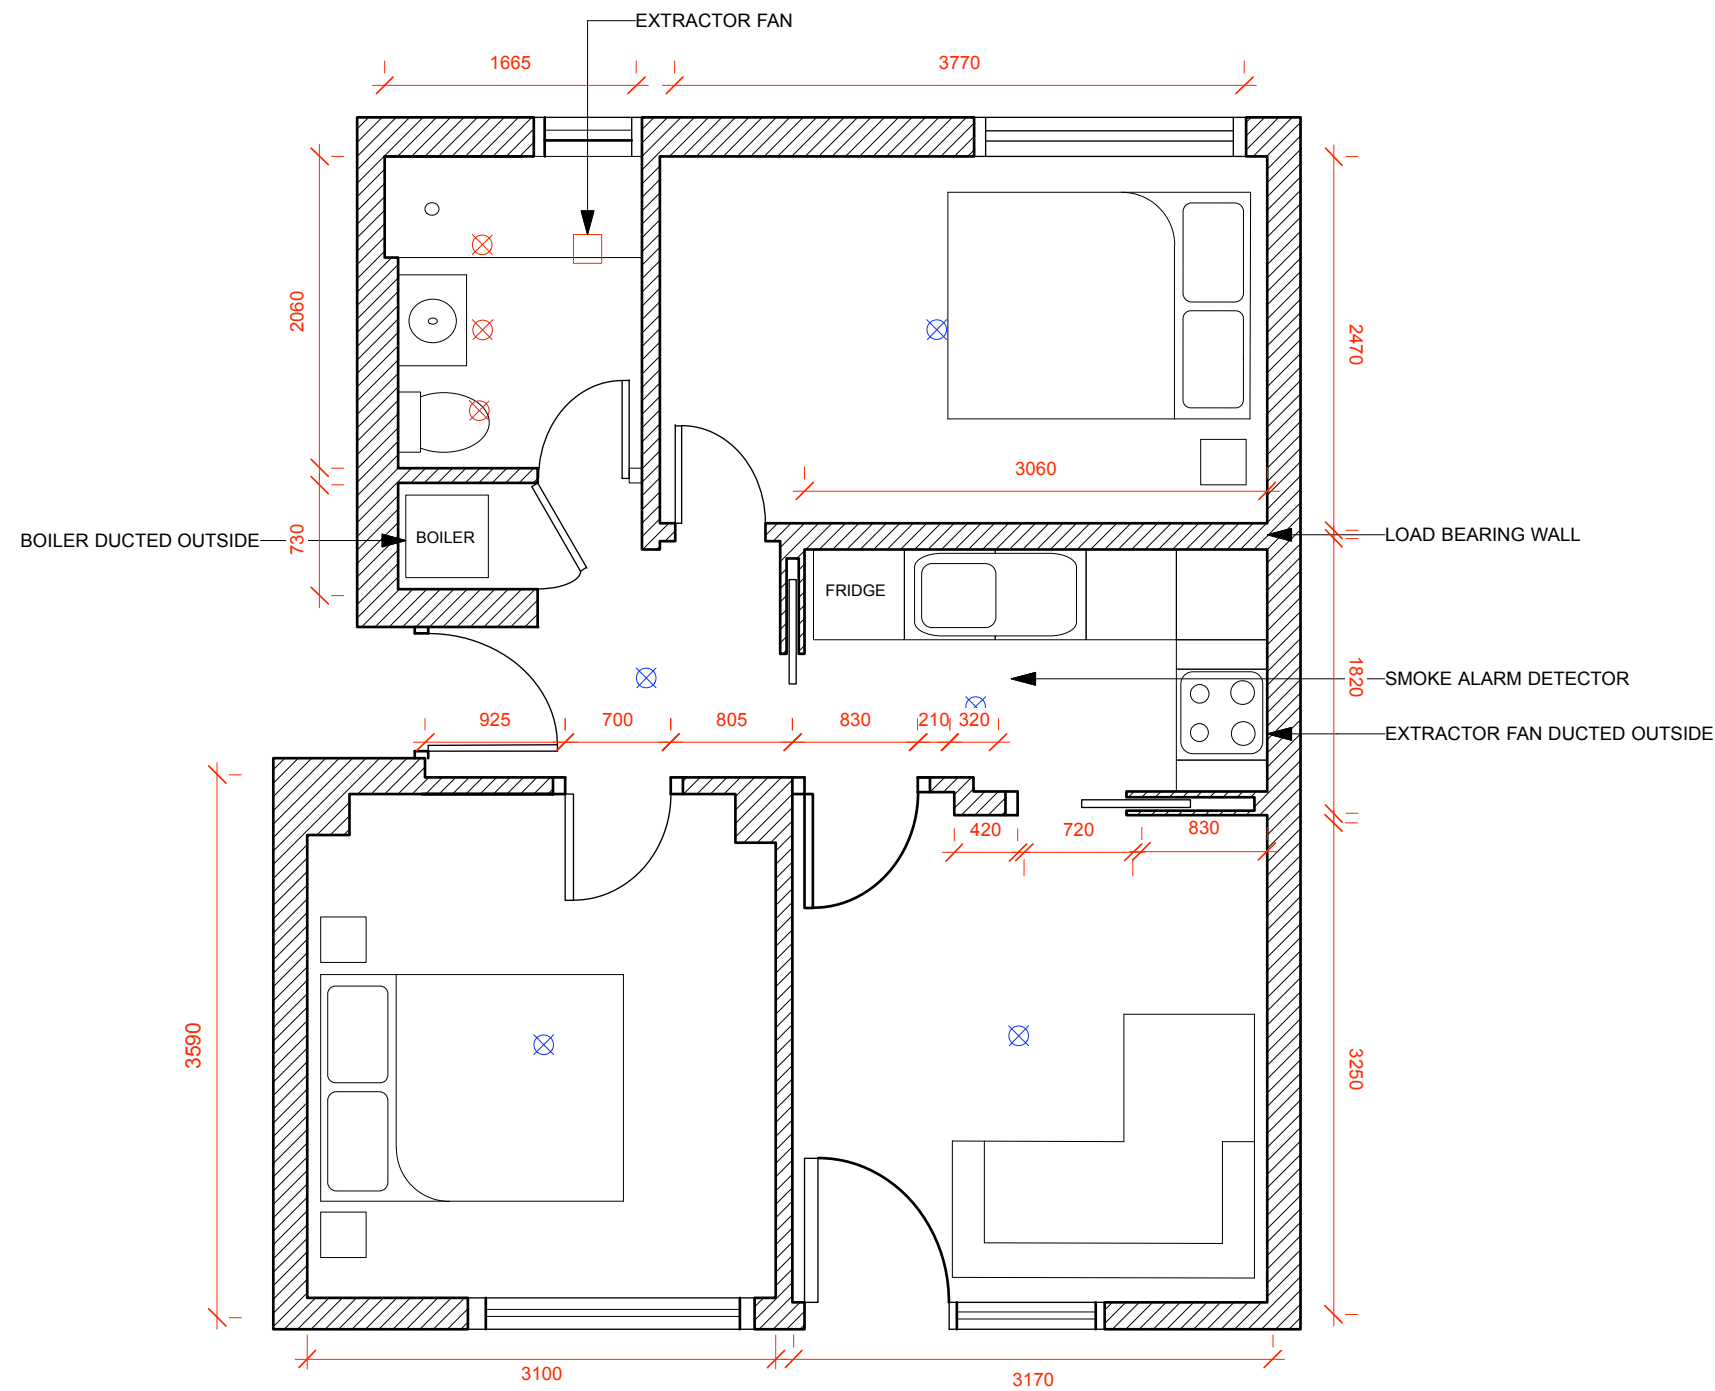 EXTRACTOR FAN
1665
3770
2060
2470
3060
730
BOILER DUCTED OUTSIDE
BOILER
LOAD BEARING WALL
FRIDGE
1820
SMOKE ALARM DETECTOR
925
700
805
830
210
320
EXTRACTOR FAN DUCTED OUTSIDE
420
720
830
3590
3250
3100
3170